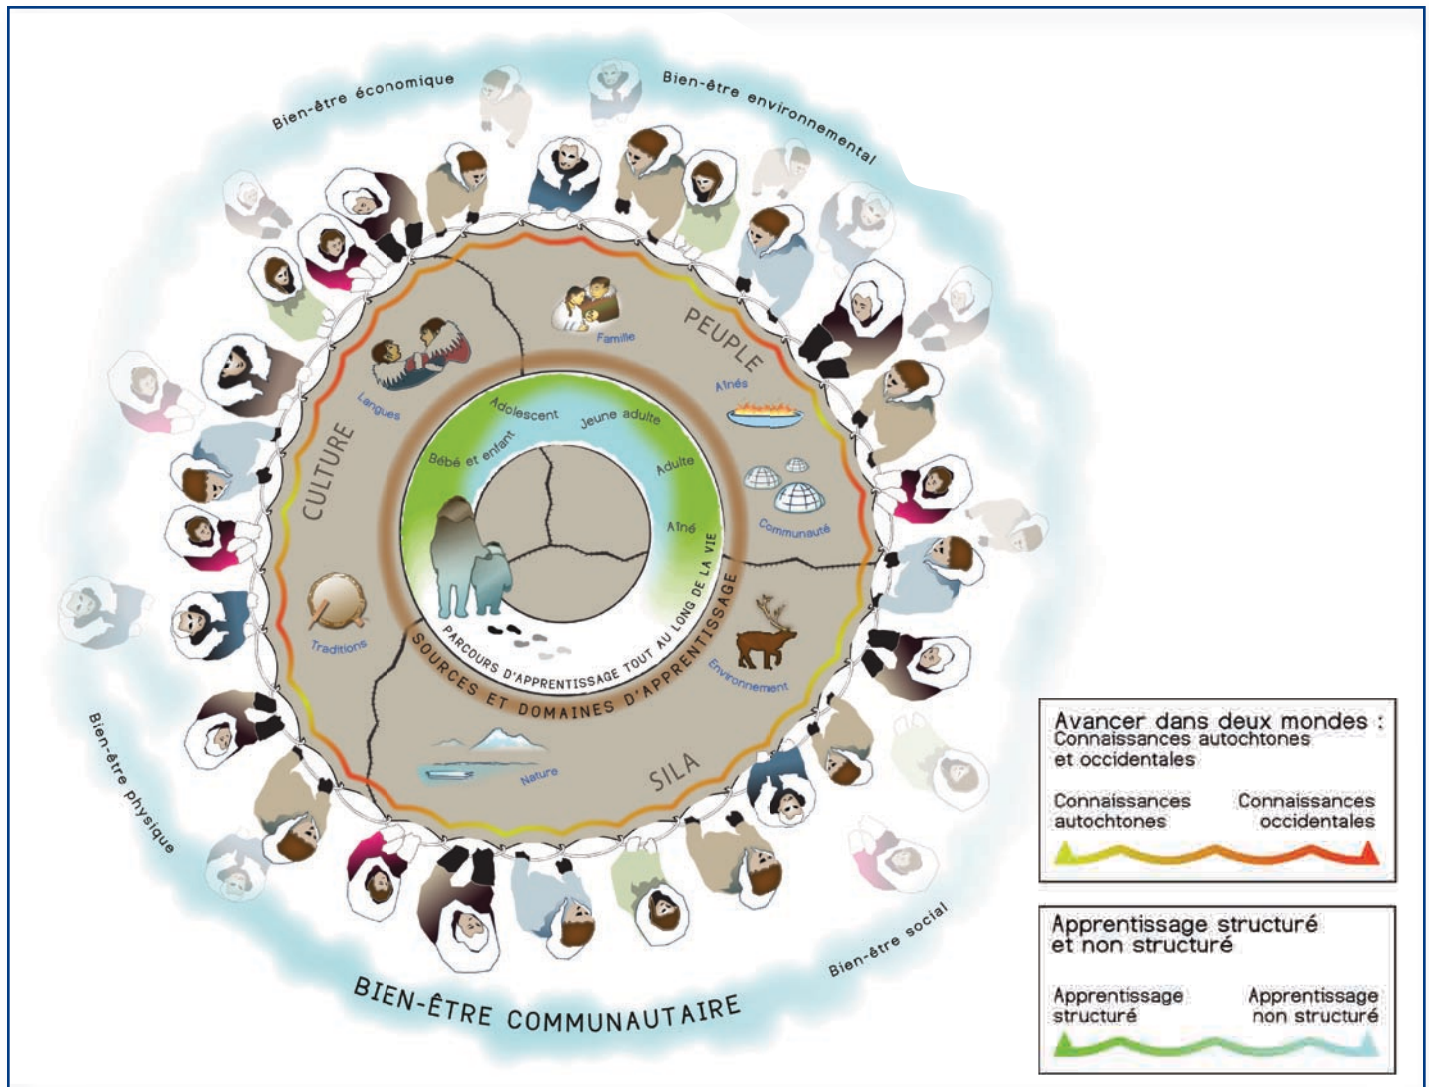 Bien-être économique
Bien-être environnemental
PEUPLE
Famille
Aînés
Langues
CULTURE
Adolescent
Jeune adulte
Bébé et enfant
Adulte
Communauté
Aîné
PARCOURS D'APPRENTISSAGE TOUT AU LONG DE LA VIE
SOURCES ET DOMAINES D'APPRENTISSAGE
Traditions
Environnement
Nature
SILA
Bien-être physique
Bien-être social
BIEN-ÊTRE COMMUNAUTAIRE
Avancer dans deux mondes :
Connaissances autochtones
et occidentales
Connaissances
autochtones
Connaissances
occidentales
Apprentissage structuré
et non structuré
Apprentissage
structuré
Apprentissage
non structuré